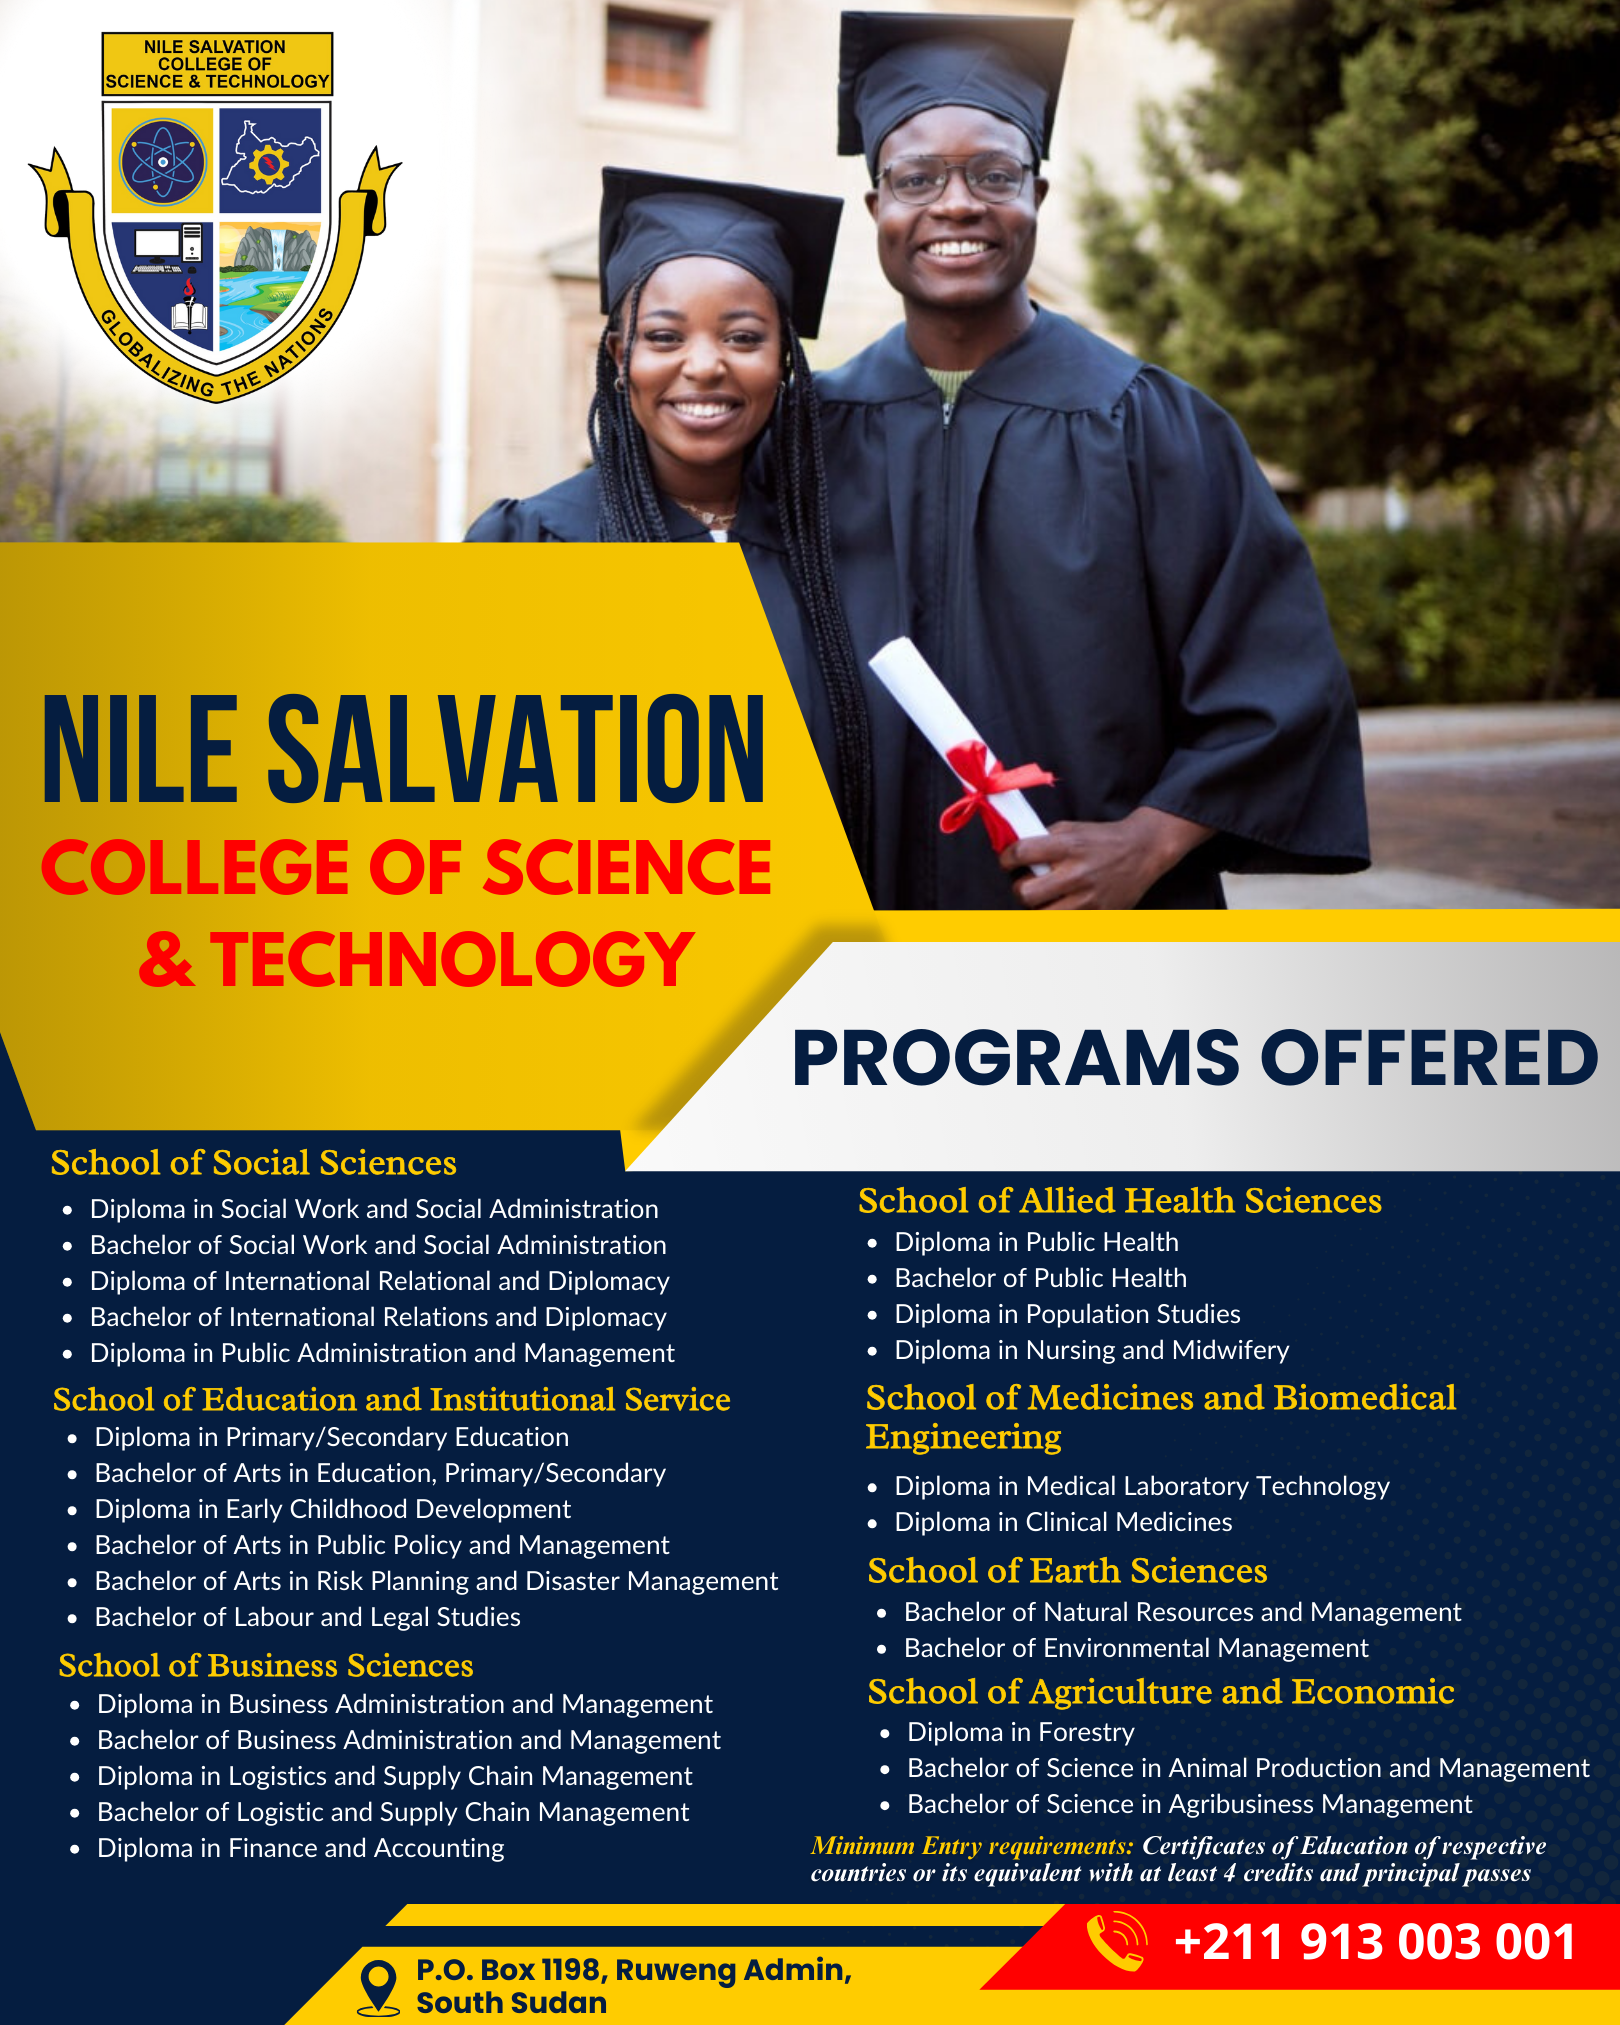 NILE SALVATION
COLLEGE OF
SCIENCE & TECHNOLOGY
GLOBALIZING THE NATIONS
NILE SALVATION
COLLEGE OF SCIENCE
& TECHNOLOGY
PROGRAMS OFFERED
School of Social Sciences
• Diploma in Social Work and Social Administration
• Bachelor of Social Work and Social Administration
• Diploma of International Relational and Diplomacy
• Bachelor of International Relations and Diplomacy
• Diploma in Public Administration and Management
School of Education and Institutional Service
• Diploma in Primary/Secondary Education
• Bachelor of Arts in Education, Primary/Secondary
• Diploma in Early Childhood Development
• Bachelor of Arts in Public Policy and Management
• Bachelor of Arts in Risk Planning and Disaster Management
• Bachelor of Labour and Legal Studies
School of Business Sciences
• Diploma in Business Administration and Management
• Bachelor of Business Administration and Management
• Diploma in Logistics and Supply Chain Management
• Bachelor of Logistic and Supply Chain Management
• Diploma in Finance and Accounting
School of Allied Health Sciences
• Diploma in Public Health
• Bachelor of Public Health
• Diploma in Population Studies
• Diploma in Nursing and Midwifery
School of Medicines and Biomedical
Engineering
• Diploma in Medical Laboratory Technology
• Diploma in Clinical Medicines
School of Earth Sciences
• Bachelor of Natural Resources and Management
• Bachelor of Environmental Management
School of Agriculture and Economic
• Diploma in Forestry
• Bachelor of Science in Animal Production and Management
• Bachelor of Science in Agribusiness Management
Minimum Entry requirements: Certificates of Education of respective
countries or its equivalent with at least 4 credits and principal passes
+211 913 003 001
P.O. Box 1198, Ruweng Admin,
South Sudan